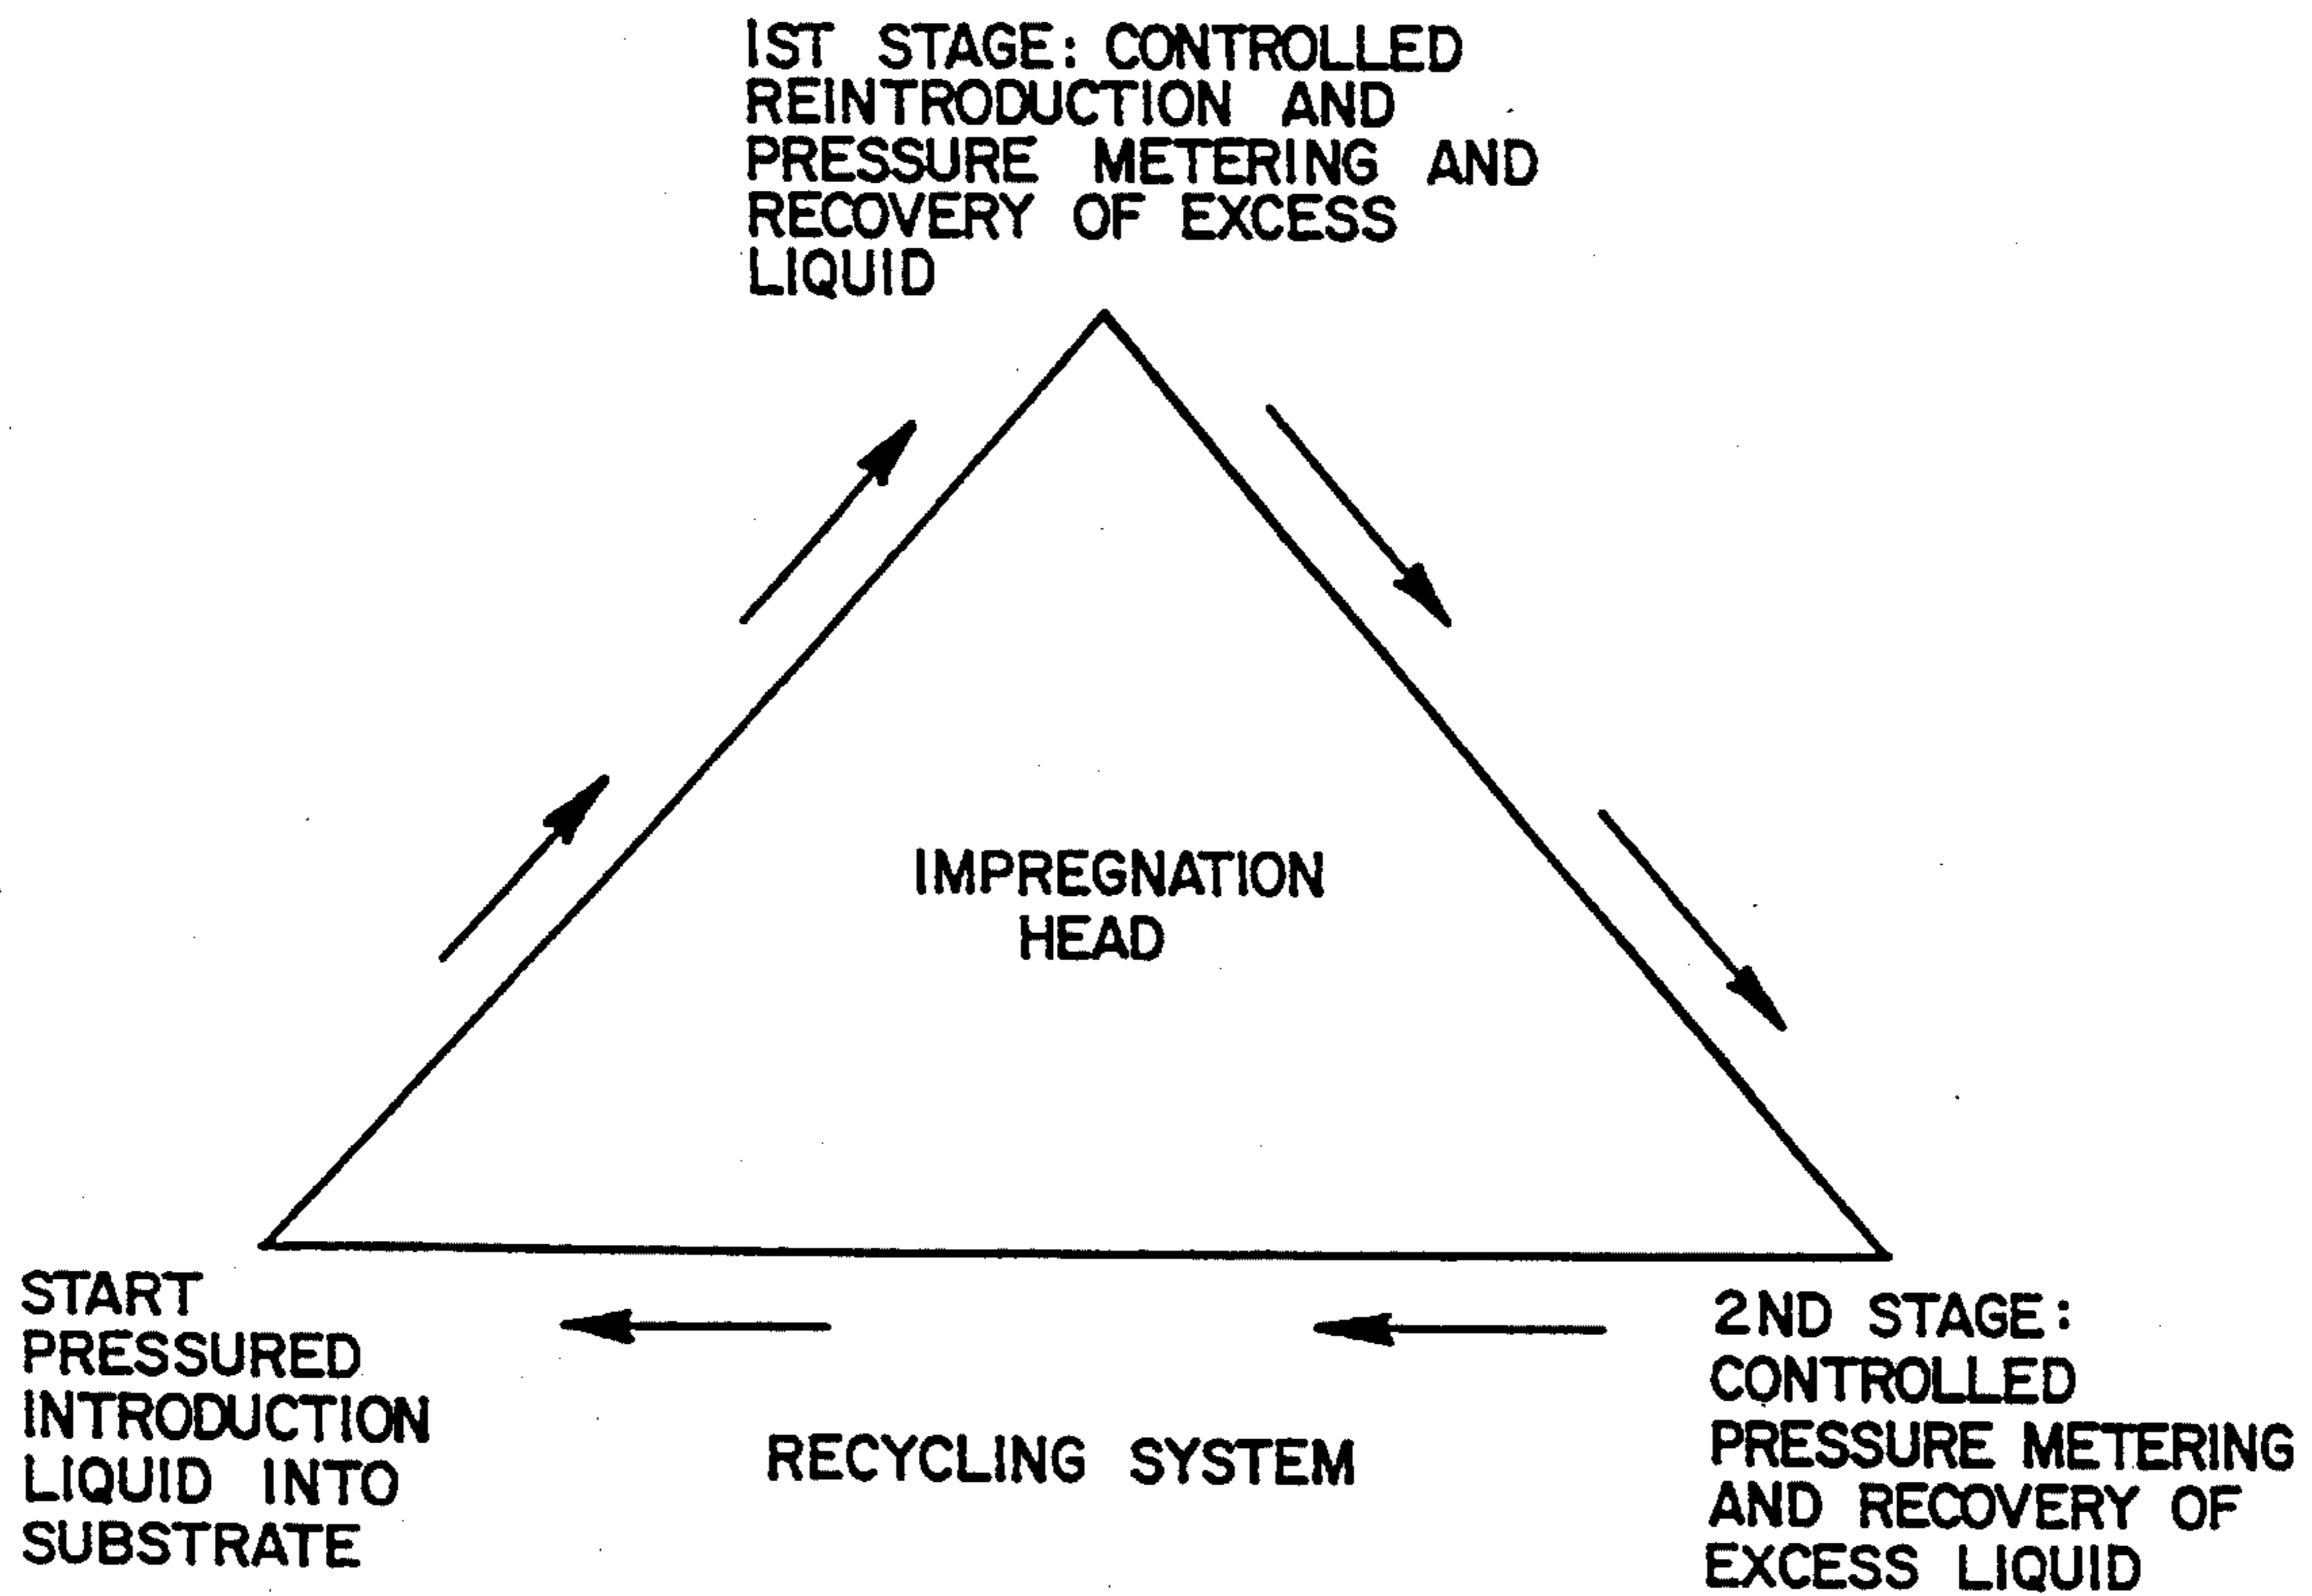 1ST STAGE: CONTROLLED
REINTRODUCTION AND
PRESSURE METERING AND
RECOVERY OF EXCESS
LIQUID
IMPREGNATION
HEAD
START
PRESSURED
INTRODUCTION
LIQUID INTO
SUBSTRATE
RECYCLING SYSTEM
2ND STAGE:
CONTROLLED
PRESSURE METERING
AND RECOVERY OF
EXCESS LIQUID